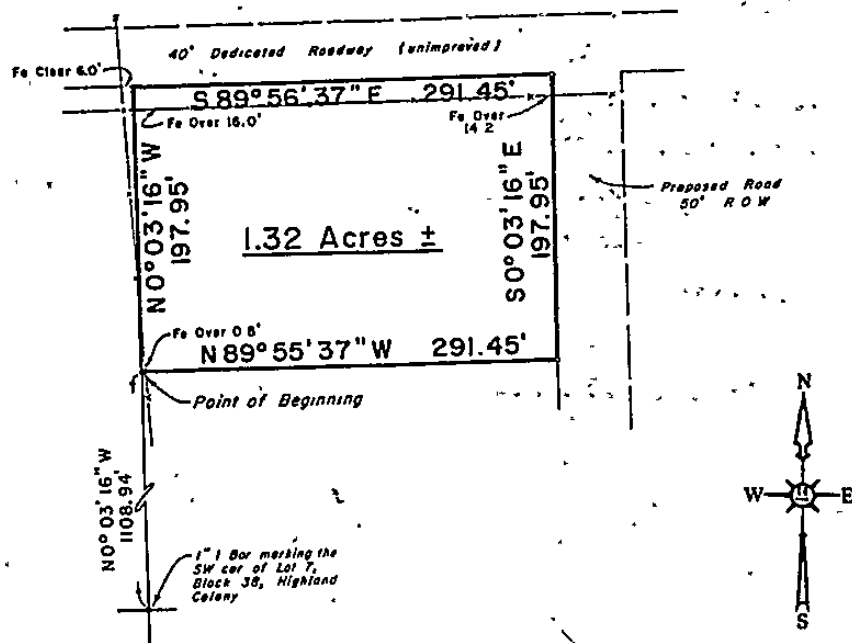 40' Dedicated Roadway (unimproved)
Fe Clear 6.0'
S 89° 56' 37" E 291.45'
Fe Over 16.0'
Fe Over
14 2
N 0° 03' 16" W
197.95'
S 0° 03' 16" E
197.95'
Proposed Road
50' R O W
1.32 Acres ±
Fe Over 0 8'
N 89° 55' 37" W 291.45'
Point of Beginning
N
W
E
S
N 0° 03' 16" W
1108.94'
1" I Bar marking the
SW cor of Lot 7,
Block 38, Highland
Colony